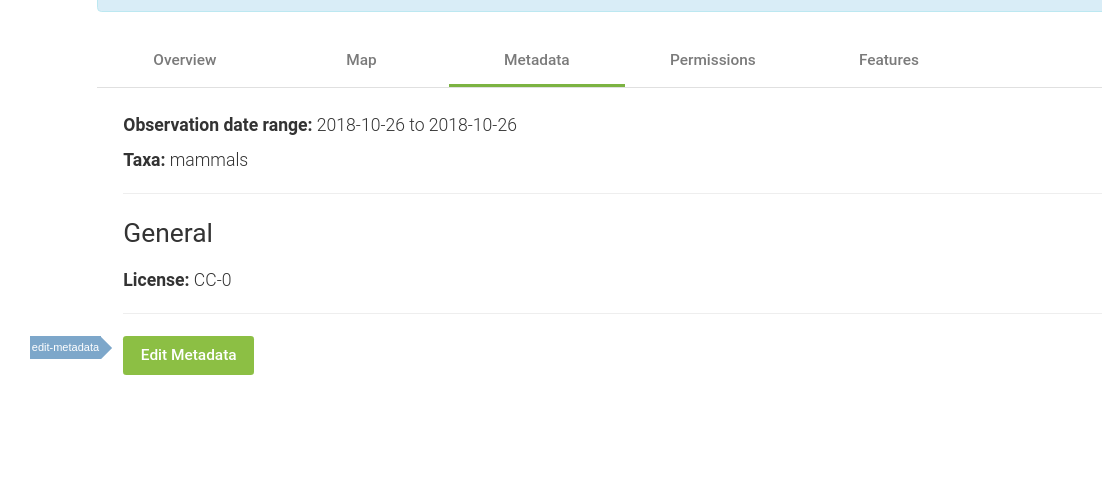 Overview Map Metadata Permissions Features
Observation date range: 2018-10-26 to 2018-10-26
Taxa: mammals
General
License: CC-0
edit-metadata
Edit Metadata